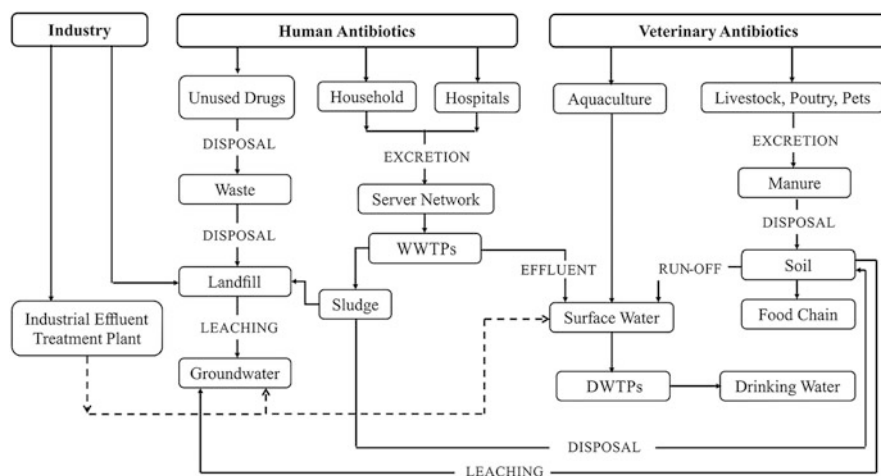 Industry
Human Antibiotics
Veterinary Antibiotics
Unused Drugs
Household
Hospitals
Aquaculture
Livestock, Poutry, Pets
DISPOSAL
EXCRETION
EXCRETION
Waste
Server Network
Manure
DISPOSAL
DISPOSAL
WWTPs
EFFLUENT
RUN-OFF
Soil
Landfill
Sludge
Industrial Effluent
Treatment Plant
LEACHING
Surface Water
Food Chain
Groundwater
DWTPs
Drinking Water
DISPOSAL
LEACHING